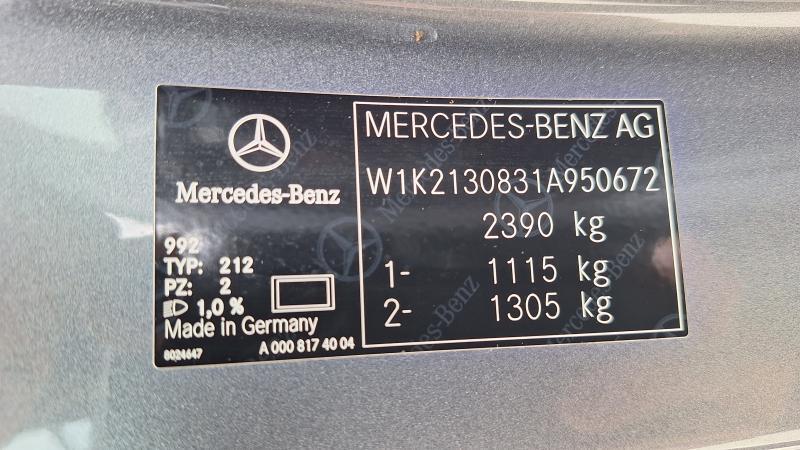 Mercedes-Benz
992
TYP: 212
PZ: 2
1,0 %
Made in Germany
8024647
A 000 817 40 04
MERCEDES-BENZ AG
W1K2130831A950672
2390 kg
1- 1115 kg
2- 1305 kg